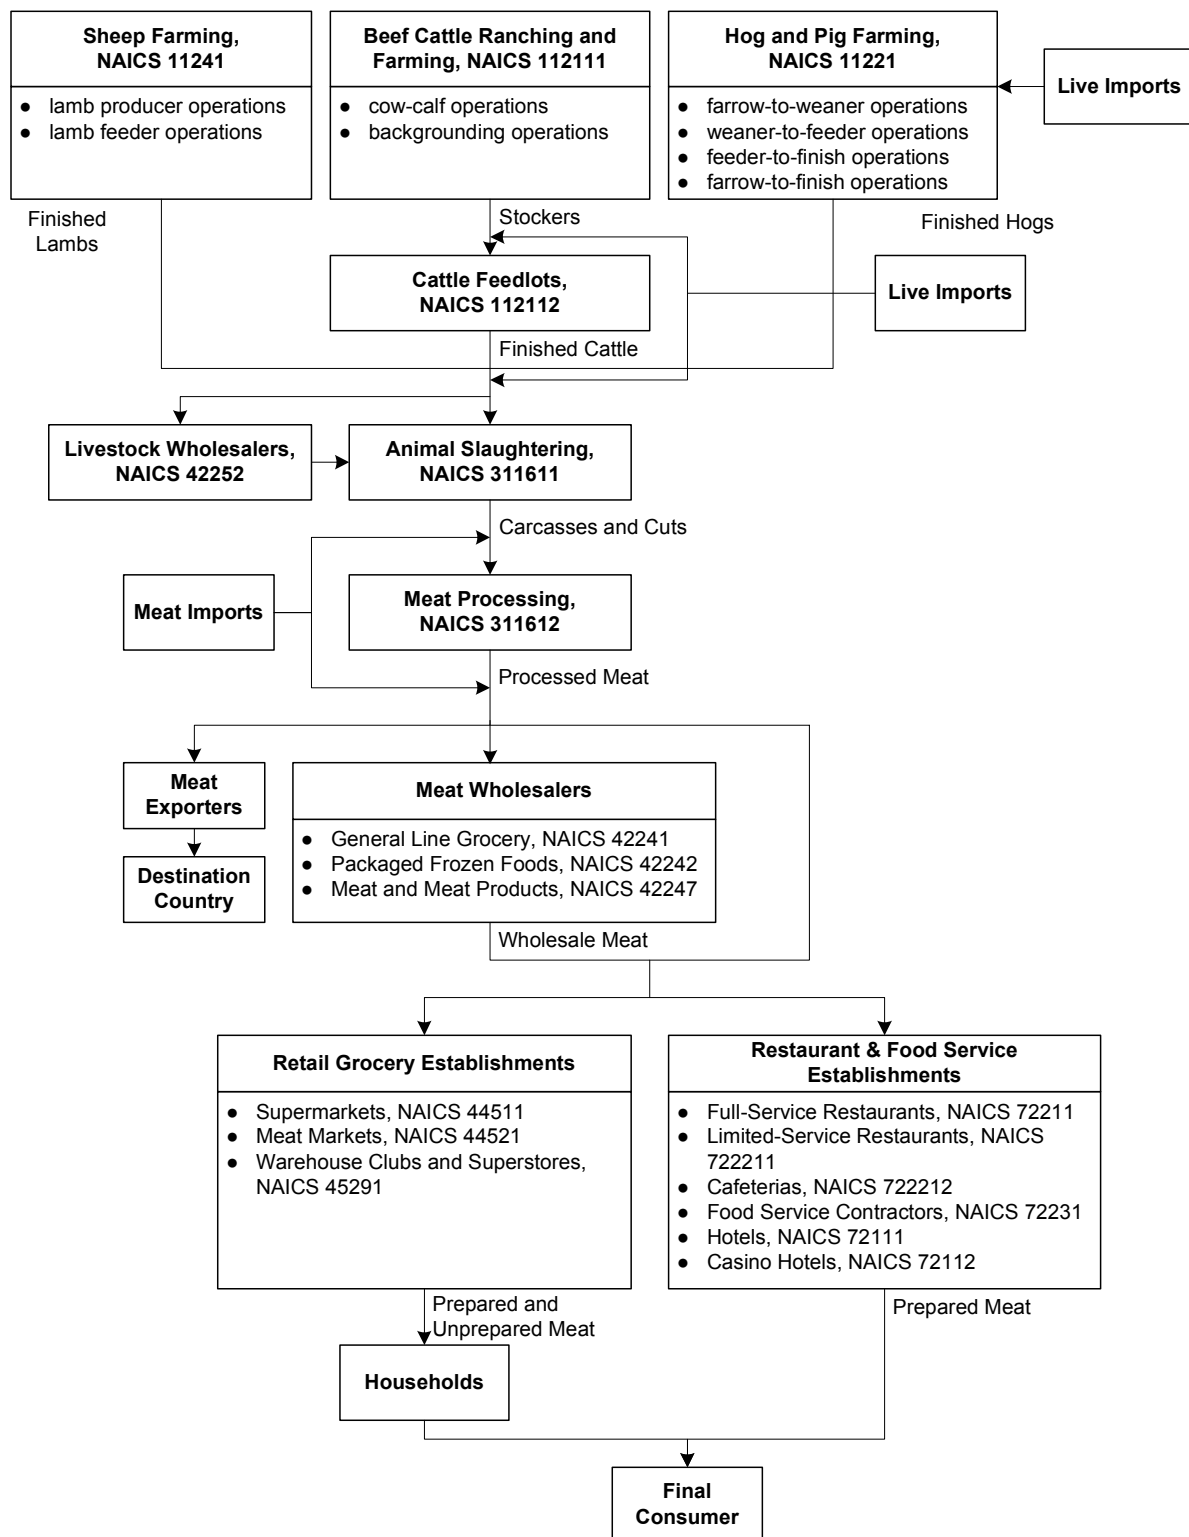 Sheep Farming,
NAICS 11241
● lamb producer operations
● lamb feeder operations
Beef Cattle Ranching and
Farming, NAICS 112111
● cow-calf operations
● backgrounding operations
Hog and Pig Farming,
NAICS 11221
● farrow-to-weaner operations
● weaner-to-feeder operations
● feeder-to-finish operations
● farrow-to-finish operations
Live Imports
Finished
Lambs
Stockers
Finished Hogs
Cattle Feedlots,
NAICS 112112
Live Imports
Finished Cattle
Livestock Wholesalers,
NAICS 42252
Animal Slaughtering,
NAICS 311611
Carcasses and Cuts
Meat Imports
Meat Processing,
NAICS 311612
Processed Meat
Meat
Exporters
Destination
Country
Meat Wholesalers
● General Line Grocery, NAICS 42241
● Packaged Frozen Foods, NAICS 42242
● Meat and Meat Products, NAICS 42247
Wholesale Meat
Retail Grocery Establishments
● Supermarkets, NAICS 44511
● Meat Markets, NAICS 44521
● Warehouse Clubs and Superstores,
NAICS 45291
Restaurant & Food Service
Establishments
● Full-Service Restaurants, NAICS 72211
● Limited-Service Restaurants, NAICS
722211
● Cafeterias, NAICS 722212
● Food Service Contractors, NAICS 72231
● Hotels, NAICS 72111
● Casino Hotels, NAICS 72112
Prepared and
Unprepared Meat
Prepared Meat
Households
Final
Consumer